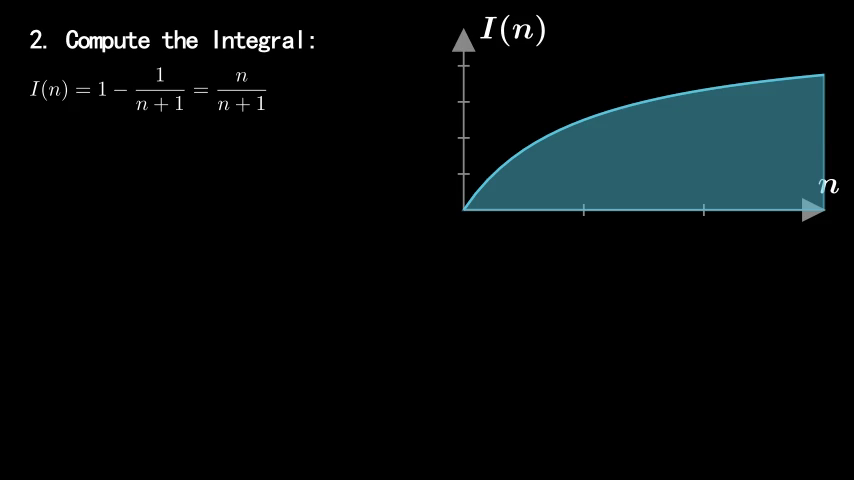 2. Compute the Integral:
I(n) = 1 − 1/(n + 1) = n/(n + 1)
I(n)
n